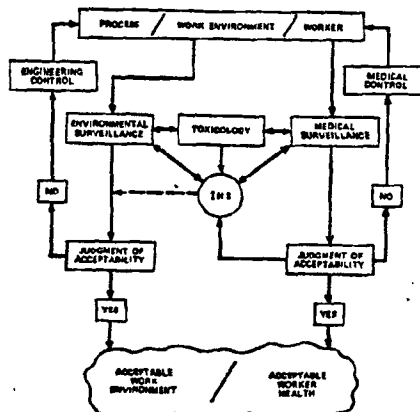 PROCESS / WORK ENVIRONMENT / WORKER
ENGINEERING
CONTROL
MEDICAL
CONTROL
ENVIRONMENTAL
SURVEILLANCE
TOXICOLOGY
MEDICAL
SURVEILLANCE
IHS
NO
NO
JUDGMENT OF
ACCEPTABILITY
JUDGMENT OF
ACCEPTABILITY
YES
YES
ACCEPTABLE
WORK
ENVIRONMENT
/
ACCEPTABLE
WORKER
HEALTH